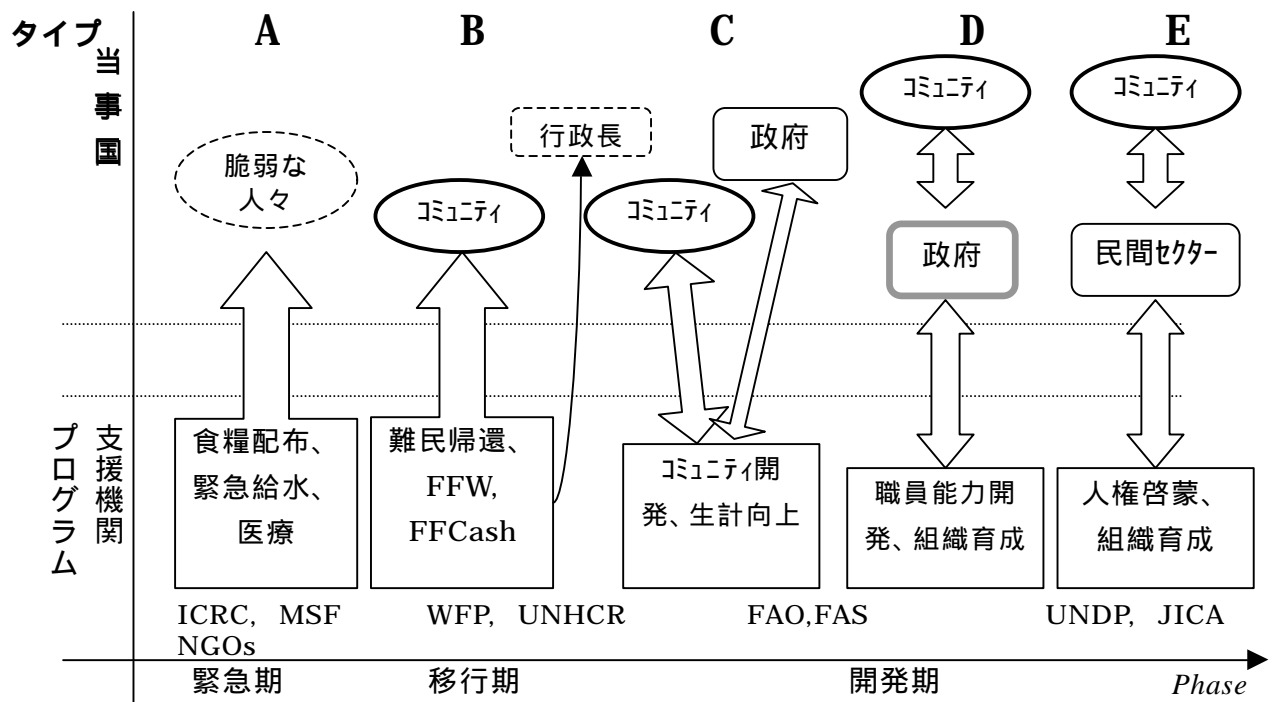 タイプ
A
B
C
D
E
当事国
脆弱な
人々
ｺﾐｭﾆﾃｨ
行政長
ｺﾐｭﾆﾃｨ
政府
ｺﾐｭﾆﾃｨ
政府
ｺﾐｭﾆﾃｨ
民間ｾｸﾀｰ
支援機関
プログラム
食糧配布、
緊急給水、
医療
難民帰還、
FFW,
FFCash
ｺﾐｭﾆﾃｨ開
発、生計向上
職員能力開
発、組織育成
人権啓蒙、
組織育成
ICRC, MSF
NGOs
WFP, UNHCR
FAO,FAS
UNDP, JICA
緊急期
移行期
開発期
Phase